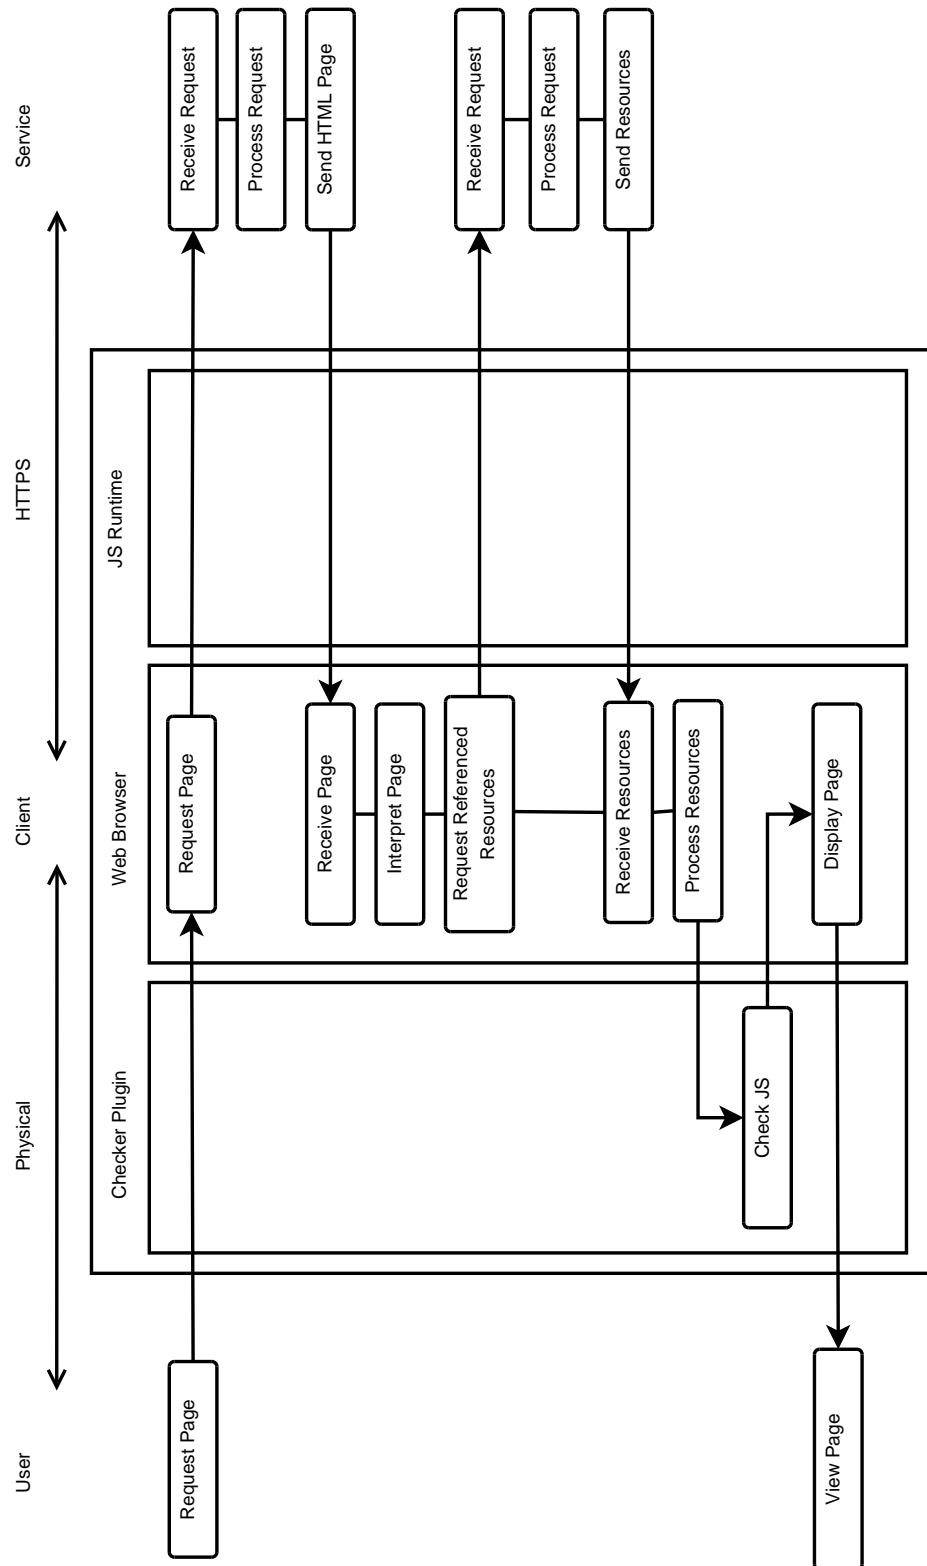 User
Physical
Client
HTTPS
Service
Checker Plugin
Web Browser
JS Runtime
Request Page
Request Page
Receive Request
Process Request
Send HTML Page
Receive Page
Interpret Page
Request Referenced
Resources
Receive Request
Process Request
Send Resources
Receive Resources
Process Resources
Check JS
Display Page
View Page